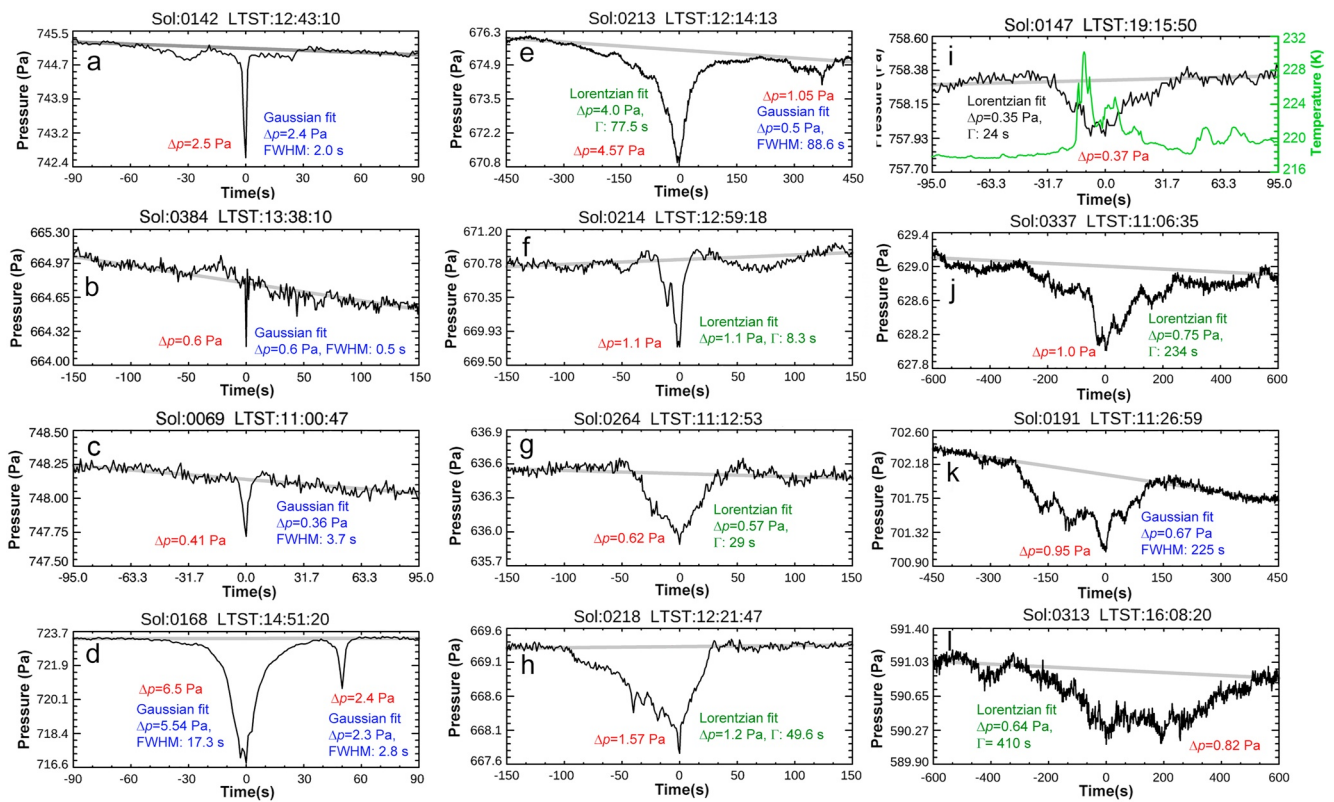 Sol:0142 LTST:12:43:10
745.5
744.7
743.9
743.2
742.4
Pressure (Pa)
a
Δp=2.5 Pa
Gaussian fit
Δp=2.4 Pa
FWHM: 2.0 s
-90 -60 -30 0 30 60 90
Time(s)
Sol:0213 LTST:12:14:13
676.3
674.9
673.5
672.2
670.8
Pressure (Pa)
e
Lorentzian fit
Δp=4.0 Pa,
Γ: 77.5 s
Δp=4.57 Pa
Δp=1.05 Pa
Gaussian fit
Δp=0.5 Pa,
FWHM: 88.6 s
-450 -300 -150 0 150 300 450
Time(s)
Sol:0147 LTST:19:15:50
758.60
758.38
758.15
757.93
757.70
Pressure (Pa)
i
Lorentzian fit
Δp=0.35 Pa,
Γ: 24 s
Δp=0.37 Pa
232
228
224
220
216
Temperature (K)
-95.0 -63.3 -31.7 0.0 31.7 63.3 95.0
Time(s)
Sol:0384 LTST:13:38:10
665.30
664.97
664.65
664.32
664.00
Pressure (Pa)
b
Δp=0.6 Pa
Gaussian fit
Δp=0.6 Pa, FWHM: 0.5 s
-150 -100 -50 0 50 100 150
Time(s)
Sol:0214 LTST:12:59:18
671.20
670.78
670.35
669.93
669.50
Pressure (Pa)
f
Δp=1.1 Pa
Lorentzian fit
Δp=1.1 Pa, Γ: 8.3 s
-150 -100 -50 0 50 100 150
Time(s)
Sol:0337 LTST:11:06:35
629.4
629.0
628.6
628.2
627.8
Pressure (Pa)
j
Δp=1.0 Pa
Lorentzian fit
Δp=0.75 Pa
Γ: 234 s
-600 -400 -200 0 200 400 600
Time(s)
Sol:0069 LTST:11:00:47
748.50
748.25
748.00
747.75
747.50
Pressure (Pa)
c
Δp=0.41 Pa
Gaussian fit
Δp=0.36 Pa
FWHM: 3.7 s
-95.0 -63.3 -31.7 0.0 31.7 63.3 95.0
Time(s)
Sol:0264 LTST:11:12:53
636.9
636.6
636.3
636.0
635.7
Pressure (Pa)
g
Δp=0.62 Pa
Lorentzian fit
Δp=0.57 Pa,
Γ: 29 s
-150 -100 -50 0 50 100 150
Time(s)
Sol:0191 LTST:11:26:59
702.60
702.18
701.75
701.32
700.90
Pressure (Pa)
k
Δp=0.95 Pa
Gaussian fit
Δp=0.67 Pa
FWHM: 225 s
-450 -300 -150 0 150 300 450
Time(s)
Sol:0168 LTST:14:51:20
723.7
721.9
720.1
718.4
716.6
Pressure (Pa)
d
Δp=6.5 Pa
Gaussian fit
Δp=5.54 Pa,
FWHM: 17.3 s
Δp=2.4 Pa
Gaussian fit
Δp=2.3 Pa,
FWHM: 2.8 s
-90 -60 -30 0 30 60 90
Time(s)
Sol:0218 LTST:12:21:47
669.6
669.1
668.6
668.1
667.6
Pressure (Pa)
h
Δp=1.57 Pa
Lorentzian fit
Δp=1.2 Pa, Γ: 49.6 s
-150 -100 -50 0 50 100 150
Time(s)
Sol:0313 LTST:16:08:20
591.40
591.03
590.65
590.27
589.90
Pressure (Pa)
l
Lorentzian fit
Δp=0.64 Pa,
Γ= 410 s
Δp=0.82 Pa
-600 -400 -200 0 200 400 600
Time(s)